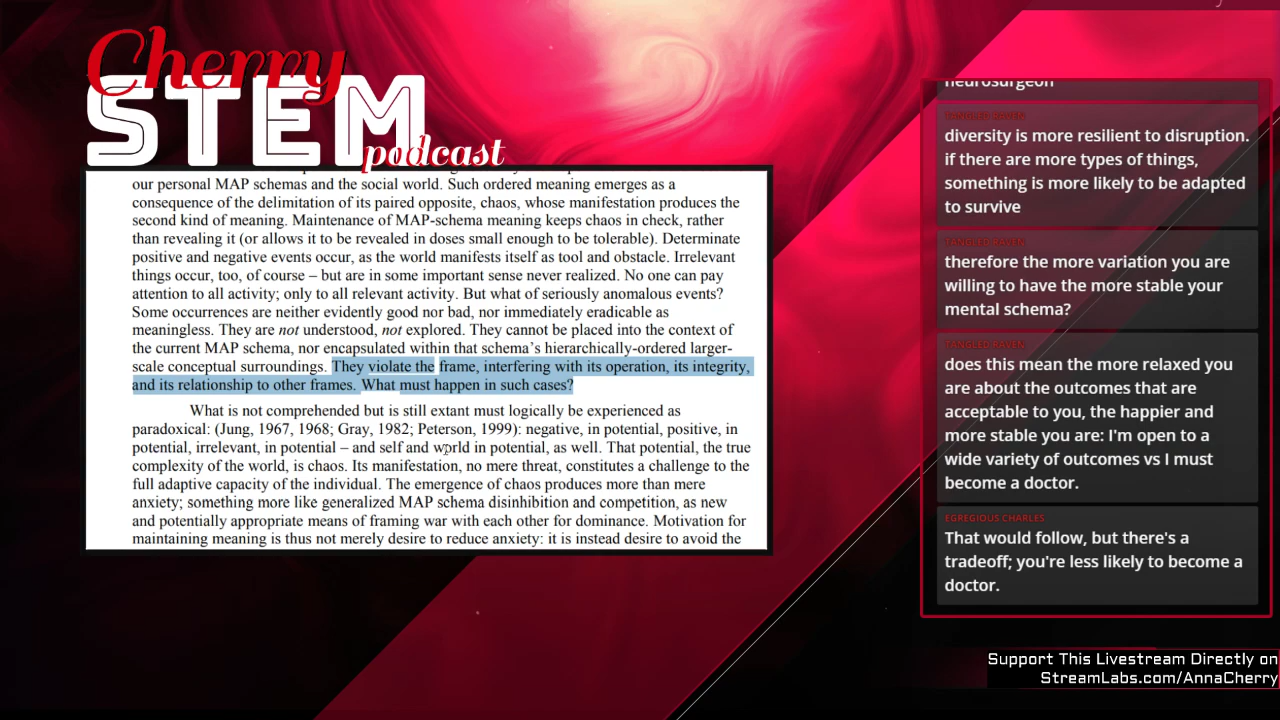 Cherry
STEM
podcast
our personal MAP schemas and the social world. Such ordered meaning emerges as a
consequence of the delimitation of its paired opposite, chaos, whose manifestation produces the
second kind of meaning. Maintenance of MAP-schema meaning keeps chaos in check, rather
than revealing it (or allows it to be revealed in doses small enough to be tolerable). Determinate
positive and negative events occur, as the world manifests itself as tool and obstacle. Irrelevant
things occur, too, of course – but are in some important sense never realized. No one can pay
attention to all activity; only to all relevant activity. But what of seriously anomalous events?
Some occurrences are neither evidently good nor bad, nor immediately eradicable as
meaningless. They are not understood, not explored. They cannot be placed into the context of
the current MAP schema, nor encapsulated within that schema's hierarchically-ordered larger-
scale conceptual surroundings. They violate the frame, interfering with its operation, its integrity,
and its relationship to other frames. What must happen in such cases?
What is not comprehended but is still extant must logically be experienced as
paradoxical: (Jung, 1967, 1968; Gray, 1982; Peterson, 1999): negative, in potential, positive, in
potential, irrelevant, in potential – and self and world in potential, as well. That potential, the true
complexity of the world, is chaos. Its manifestation, no mere threat, constitutes a challenge to the
full adaptive capacity of the individual. The emergence of chaos produces more than mere
anxiety; something more like generalized MAP schema disinhibition and competition, as new
and potentially appropriate means of framing war with each other for dominance. Motivation for
maintaining meaning is thus not merely desire to reduce anxiety: it is instead desire to avoid the
neurosurgeon
TANGLED RAVEN
diversity is more resilient to disruption.
if there are more types of things,
something is more likely to be adapted
to survive
TANGLED RAVEN
therefore the more variation you are
willing to have the more stable your
mental schema?
TANGLED RAVEN
does this mean the more relaxed you
are about the outcomes that are
acceptable to you, the happier and
more stable you are: I'm open to a
wide variety of outcomes vs I must
become a doctor.
EGREGIOUS CHARLES
That would follow, but there's a
tradeoff; you're less likely to become a
doctor.
Support This Livestream Directly on
StreamLabs.com/AnnaCherry